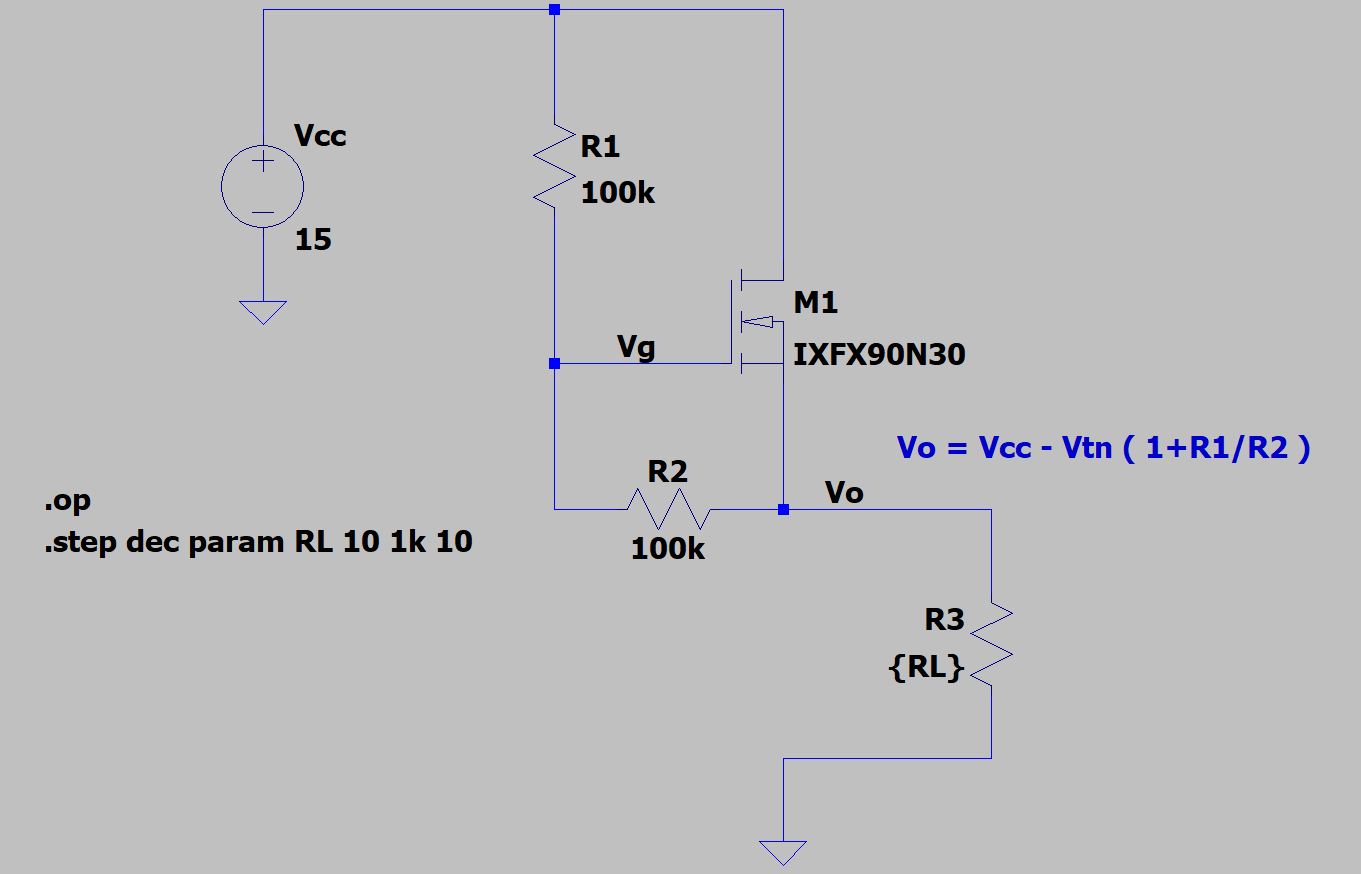 Vcc
15
R1
100k
M1
IXFX90N30
Vg
Vo = Vcc - Vtn ( 1+R1/R2 )
R2
100k
Vo
.op
.step dec param RL 10 1k 10
R3
{RL}